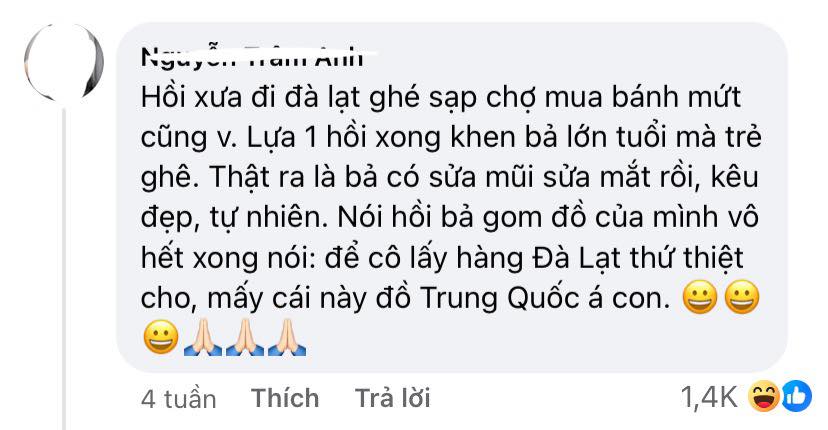 Nguyễn Trâm Anh
Hồi xưa đi đà lạt ghé sạp chợ mua bánh mứt
cũng v. Lựa 1 hồi xong khen bả lớn tuổi mà trẻ
ghê. Thật ra là bả có sửa mũi sửa mắt rồi, kêu
đẹp, tự nhiên. Nói hồi bả gom đồ của mình vô
hết xong nói: để cô lấy hàng Đà Lạt thứ thiệt
cho, mấy cái này đồ Trung Quốc á con. 😀😀
😀🙏🏻🙏🏻🙏🏻
4 tuần Thích Trả lời 1,4K